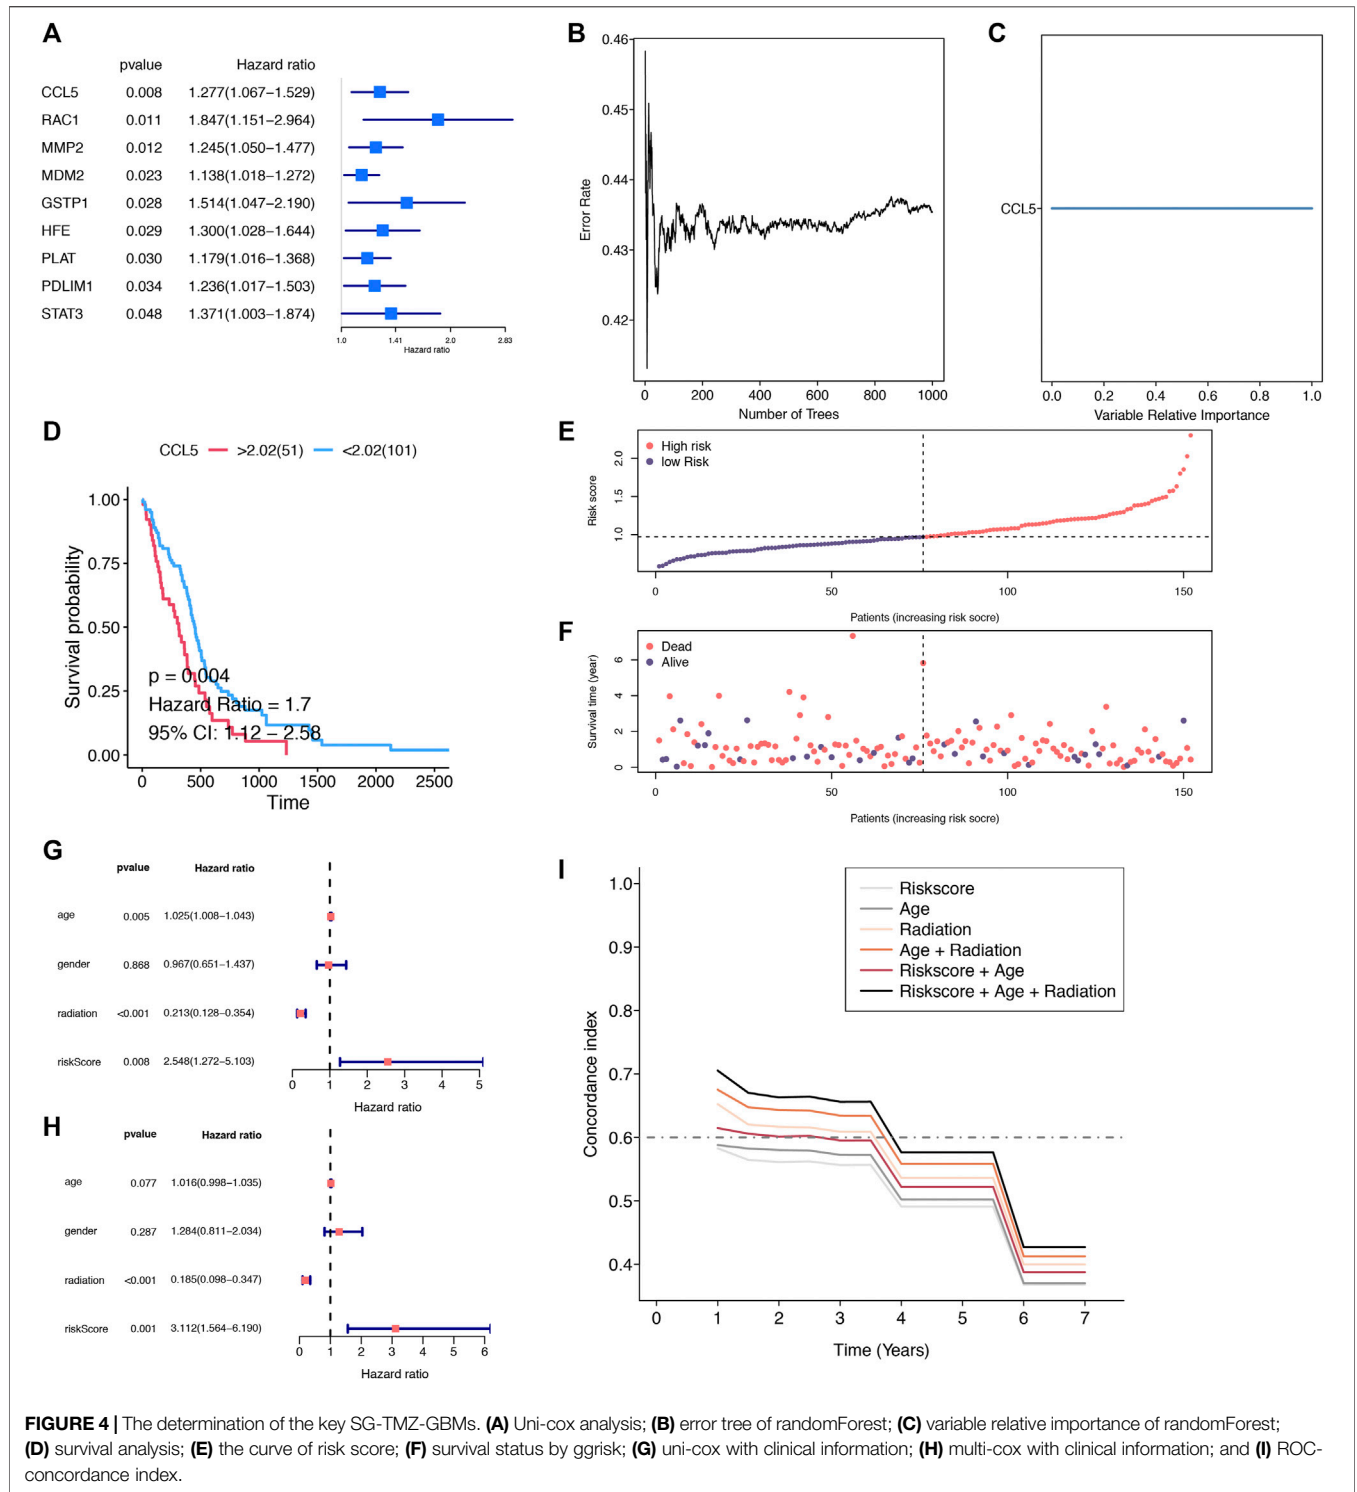 A
pvalue Hazard ratio
CCL5 0.008 1.277(1.067−1.529)
RAC1 0.011 1.847(1.151−2.964)
MMP2 0.012 1.245(1.050−1.477)
MDM2 0.023 1.138(1.018−1.272)
GSTP1 0.028 1.514(1.047−2.190)
HFE 0.029 1.300(1.028−1.644)
PLAT 0.030 1.179(1.016−1.368)
PDLIM1 0.034 1.236(1.017−1.503)
STAT3 0.048 1.371(1.003−1.874)
1.0 1.41 2.0 2.83
Hazard ratio
B
0.46
0.45
0.44
0.43
0.42
Error Rate
0 200 400 600 800 1000
Number of Trees
C
CCL5
0.0 0.2 0.4 0.6 0.8 1.0
Variable Relative Importance
D
CCL5 >2.02(51) <2.02(101)
1.00
0.75
0.50
0.25
0.00
Survival probability
p = 0.004
Hazard Ratio = 1.7
95% CI: 1.12 − 2.58
0 500 1000 1500 2000 2500
Time
E
High risk
low Risk
2.0
1.5
1.0
Risk score
0 50 100 150
Patients (increasing risk socre)
F
Dead
Alive
6
4
2
0
Survival time (year)
0 50 100 150
Patients (increasing risk socre)
G
pvalue Hazard ratio
age 0.005 1.025(1.008−1.043)
gender 0.868 0.967(0.651−1.437)
radiation <0.001 0.213(0.128−0.354)
riskScore 0.008 2.548(1.272−5.103)
0 1 2 3 4 5
Hazard ratio
H
pvalue Hazard ratio
age 0.077 1.016(0.998−1.035)
gender 0.287 1.284(0.811−2.034)
radiation <0.001 0.185(0.098−0.347)
riskScore 0.001 3.112(1.564−6.190)
0 1 2 3 4 5 6
Hazard ratio
I
Riskscore
Age
Radiation
Age + Radiation
Riskscore + Age
Riskscore + Age + Radiation
1.0
0.9
0.8
0.7
0.6
0.5
0.4
Concordance index
0 1 2 3 4 5 6 7
Time (Years)
FIGURE 4 | The determination of the key SG-TMZ-GBMs. (A) Uni-cox analysis; (B) error tree of randomForest; (C) variable relative importance of randomForest;
(D) survival analysis; (E) the curve of risk score; (F) survival status by ggrisk; (G) uni-cox with clinical information; (H) multi-cox with clinical information; and (I) ROC-
concordance index.